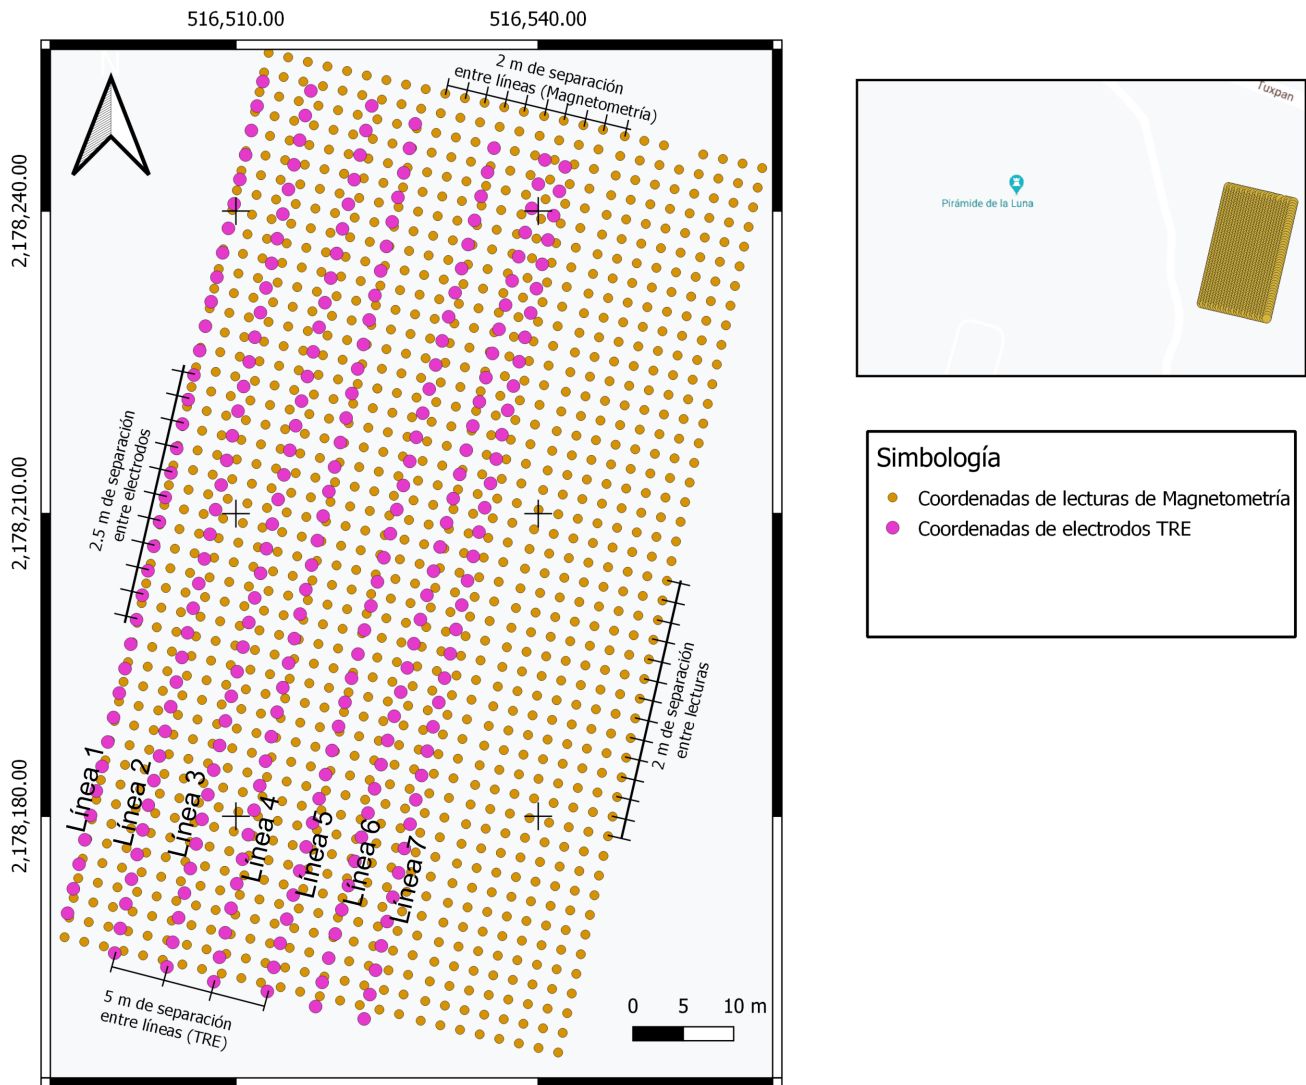 516,510.00
516,540.00
N
2 m de separación
entre líneas (Magnetometría)
2,178,240.00
2,178,210.00
2,178,180.00
2.5 m de separación
entre electrodos
2 m de separación
entre lecturas
Línea 1
Línea 2
Línea 3
Línea 4
Línea 5
Línea 6
Línea 7
5 m de separación
entre líneas (TRE)
0 5 10 m
Tuxpan
Pirámide de la Luna
Simbología
Coordenadas de lecturas de Magnetometría
Coordenadas de electrodos TRE